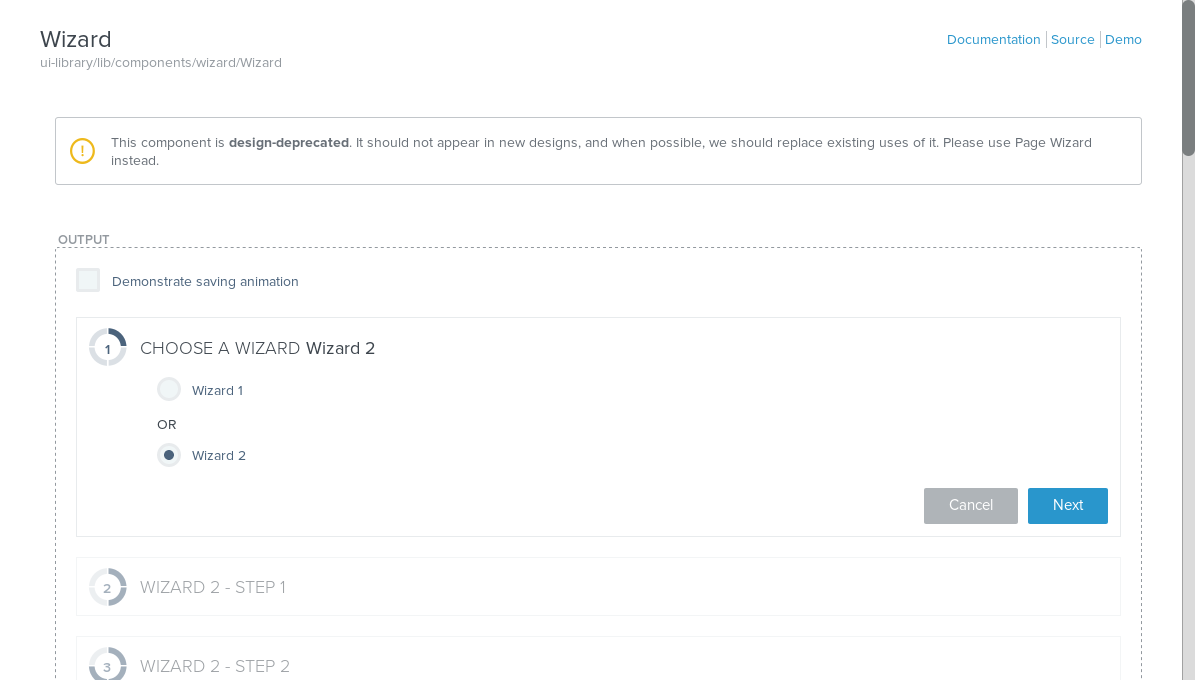 Wizard
Documentation
Source
Demo
ui-library/lib/components/wizard/Wizard
This component is design-deprecated. It should not appear in new designs, and when possible, we should replace existing uses of it. Please use Page Wizard
instead.
OUTPUT
Demonstrate saving animation
1
CHOOSE A WIZARD Wizard 2
Wizard 1
OR
Wizard 2
Cancel
Next
2
WIZARD 2 - STEP 1
3
WIZARD 2 - STEP 2